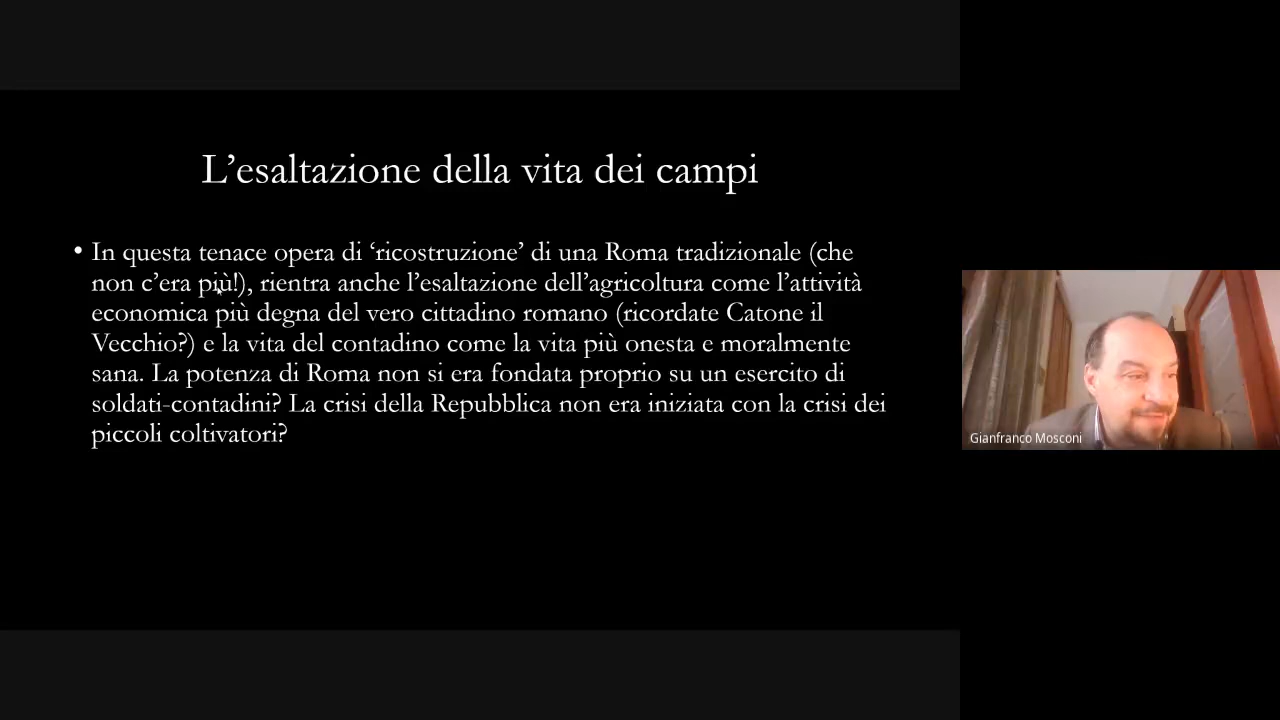 L’esaltazione della vita dei campi
• In questa tenace opera di ‘ricostruzione’ di una Roma tradizionale (che
non c’era più!), rientra anche l’esaltazione dell’agricoltura come l’attività
economica più degna del vero cittadino romano (ricordate Catone il
Vecchio?) e la vita del contadino come la vita più onesta e moralmente
sana. La potenza di Roma non si era fondata proprio su un esercito di
soldati-contadini? La crisi della Repubblica non era iniziata con la crisi dei
piccoli coltivatori?
Gianfranco Mosconi